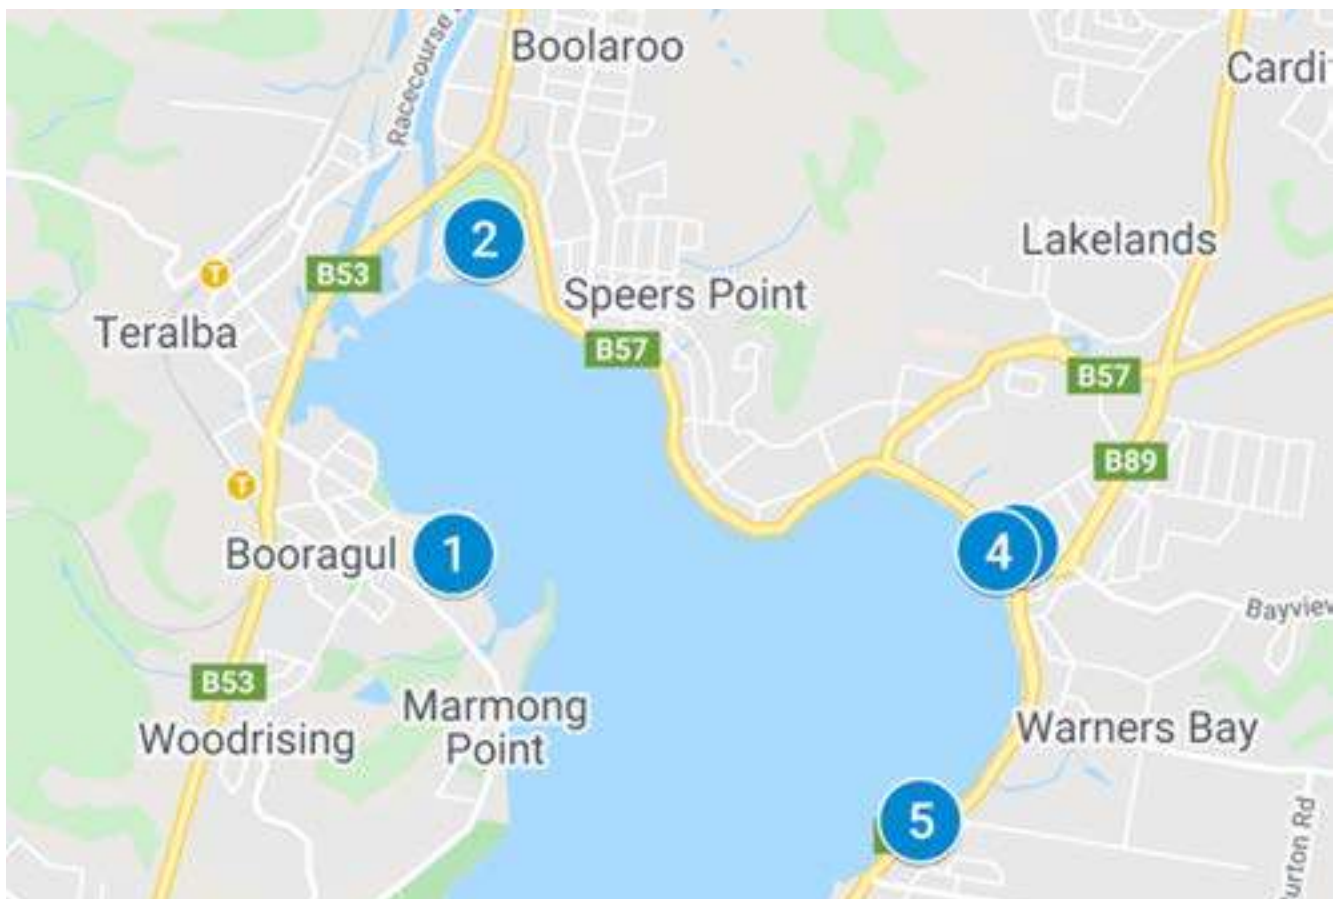 Boolaroo
Racecourse
Cardi
2
Lakelands
B53
Speers Point
Teralba
B57
B57
B89
T
T
Booragul
1
4
Bayview
B53
Marmong
Point
Woodrising
Warners Bay
5
urton Rd